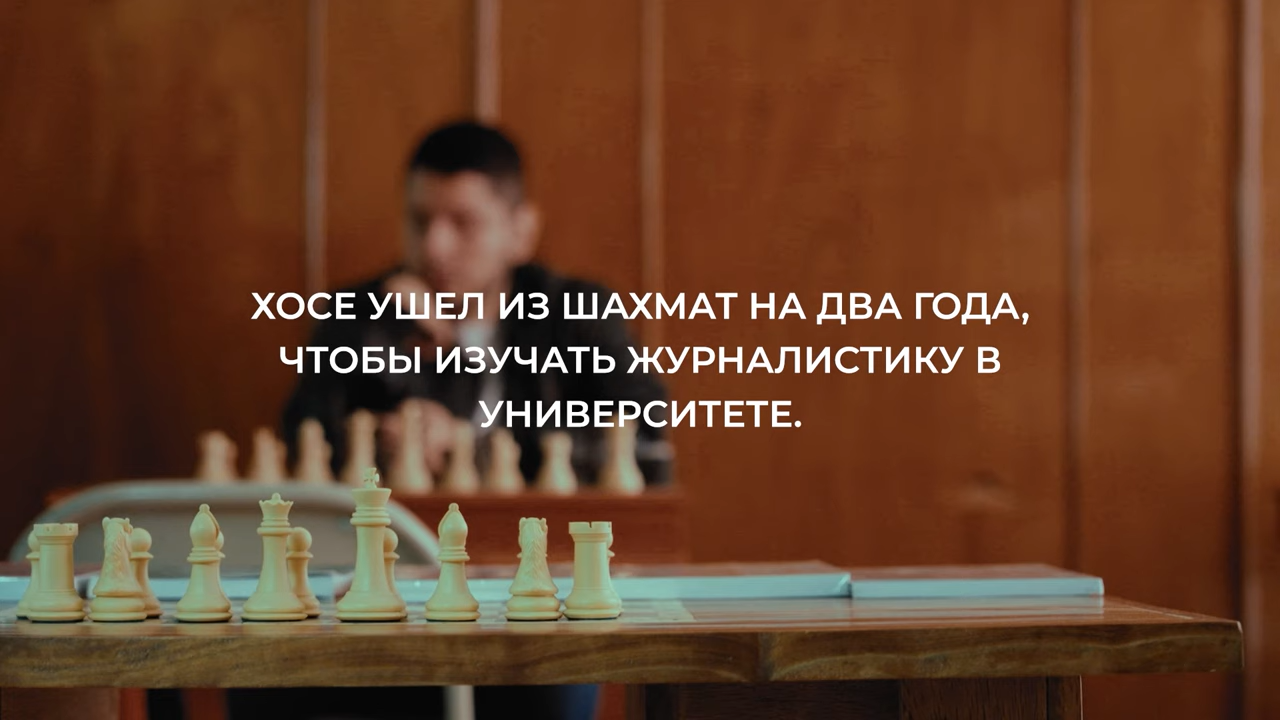 ХОСЕ УШЕЛ ИЗ ШАХМАТ НА ДВА ГОДА,
ЧТОБЫ ИЗУЧАТЬ ЖУРНАЛИСТИКУ В
УНИВЕРСИТЕТЕ.